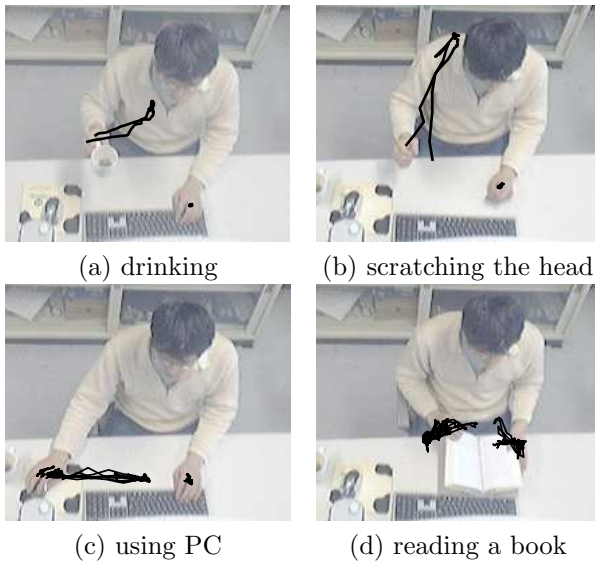 (a) drinking
(b) scratching the head
(c) using PC
(d) reading a book